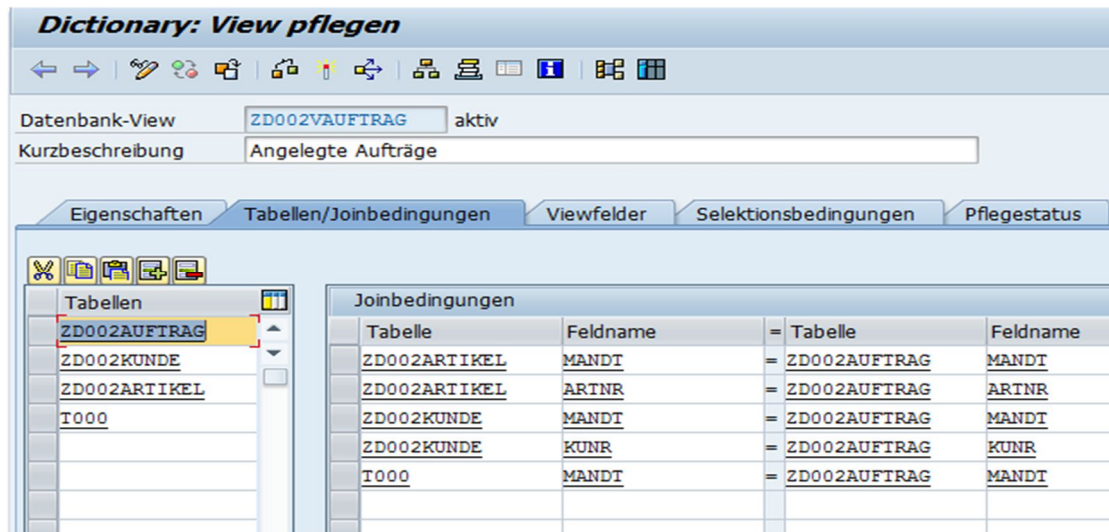 Dictionary: View pflegen
Datenbank-View ZD002VAUFTRAG aktiv
Kurzbeschreibung Angelegte Aufträge
Eigenschaften Tabellen/Joinbedingungen Viewfelder Selektionsbedingungen Pflegestatus
Tabellen
ZD002AUFTRAG
ZD002KUNDE
ZD002ARTIKEL
T000
Joinbedingungen
Tabelle Feldname = Tabelle Feldname
ZD002ARTIKEL MANDT = ZD002AUFTRAG MANDT
ZD002ARTIKEL ARTNR = ZD002AUFTRAG ARTNR
ZD002KUNDE MANDT = ZD002AUFTRAG MANDT
ZD002KUNDE KUNR = ZD002AUFTRAG KUNR
T000 MANDT = ZD002AUFTRAG MANDT